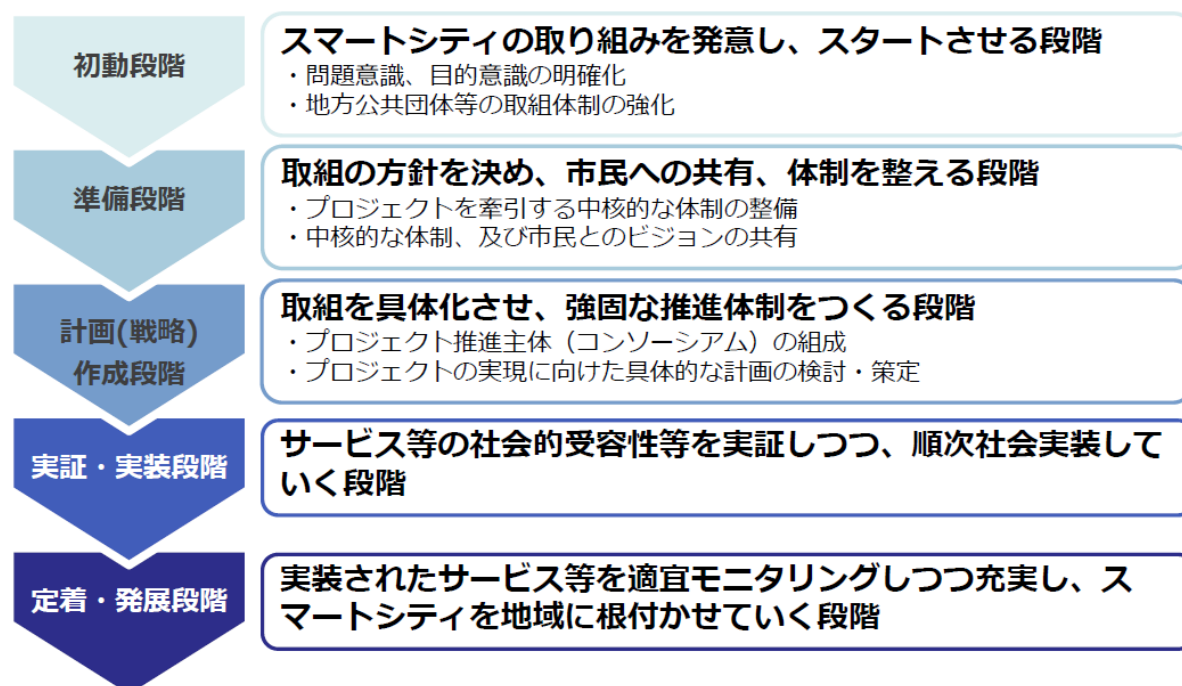 初動段階
スマートシティの取り組みを発意し、スタートさせる段階
・問題意識、目的意識の明確化
・地方公共団体等の取組体制の強化
準備段階
取組の方針を決め、市民への共有、体制を整える段階
・プロジェクトを牽引する中核的な体制の整備
・中核的な体制、及び市民とのビジョンの共有
計画(戦略)
作成段階
取組を具体化させ、強固な推進体制をつくる段階
・プロジェクト推進主体（コンソーシアム）の組成
・プロジェクトの実現に向けた具体的な計画の検討・策定
実証・実装段階
サービス等の社会的受容性等を実証しつつ、順次社会実装して
いく段階
定着・発展段階
実装されたサービス等を適宜モニタリングしつつ充実し、ス
マートシティを地域に根付かせていく段階